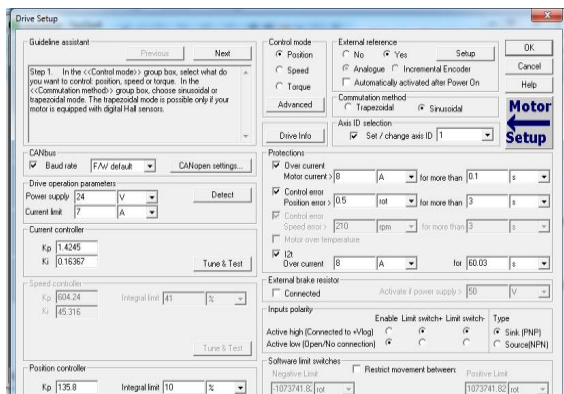 Drive Setup
Guideline assistant
Previous
Next
Step 1. In the <<Control mode>> group box, select what do
you want to control: position, speed or torque. In the
<<Commutation method>> group box, choose sinusoidal or
trapezoidal mode. The trapezoidal mode is possible only if your
motor is equipped with digital Hall sensors.
CANbus
Baud rate F/W default CANopen settings...
Drive operation parameters
Power supply 24 V Detect
Current limit 7 A
Current controller
Kp 1.4245
Ki 0.16367 Tune & Test
Speed controller
Kp 604.24 Integral limit 41 %
Ki 45.316
Tune & Test
Position controller
Kp 135.8 Integral limit 10 %
Control mode
Position
Speed
Torque
Advanced
Drive Info
External reference
No Yes Setup
Analogue Incremental Encoder
Automatically activated after Power On
Commutation method
Trapezoidal Sinusoidal
Axis ID selection
Set / change axis ID 1
OK
Cancel
Help
Motor
Setup
Protections
Over current
Motor current > 8 A for more than 0.1 s
Control error
Position error > 0.5 rot for more than 3 s
Control error
Speed error > 210 rpm for more than 3 s
Motor over temperature
I2t
Over current 8 A for 60.03 s
External brake resistor
Connected Activate if power supply > 50 V
Inputs polarity
Enable Limit switch+ Limit switch- Type
Active high (Connected to +Vlog) Sink (PNP)
Active low (Open/No connection) Source(NPN)
Software limit switches
Restrict movement between:
Negative Limit Positive Limit
-1073741.82 rot 1073741.82 rot